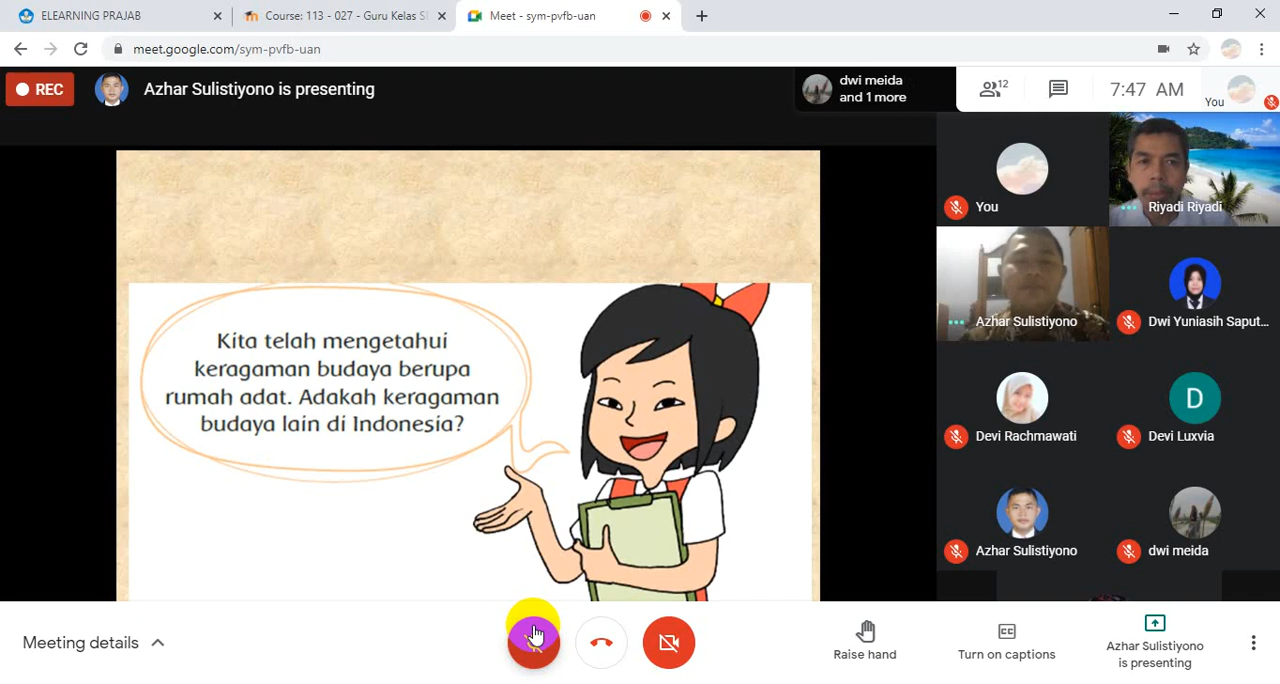 ELEARNING PRAJAB
Course: 113 - 027 - Guru Kelas S
Meet - sym-pvfb-uan
meet.google.com/sym-pvfb-uan
REC
Azhar Sulistiyono is presenting
dwi meida
and 1 more
12
7:47 AM
You
You
Riyadi Riyadi
Azhar Sulistiyono
Dwi Yuniasih Saput...
Devi Rachmawati
D
Devi Luxvia
Azhar Sulistiyono
dwi meida
Kita telah mengetahui
keragaman budaya berupa
rumah adat. Adakah keragaman
budaya lain di Indonesia?
Meeting details
Raise hand
CC
Turn on captions
Azhar Sulistiyono
is presenting